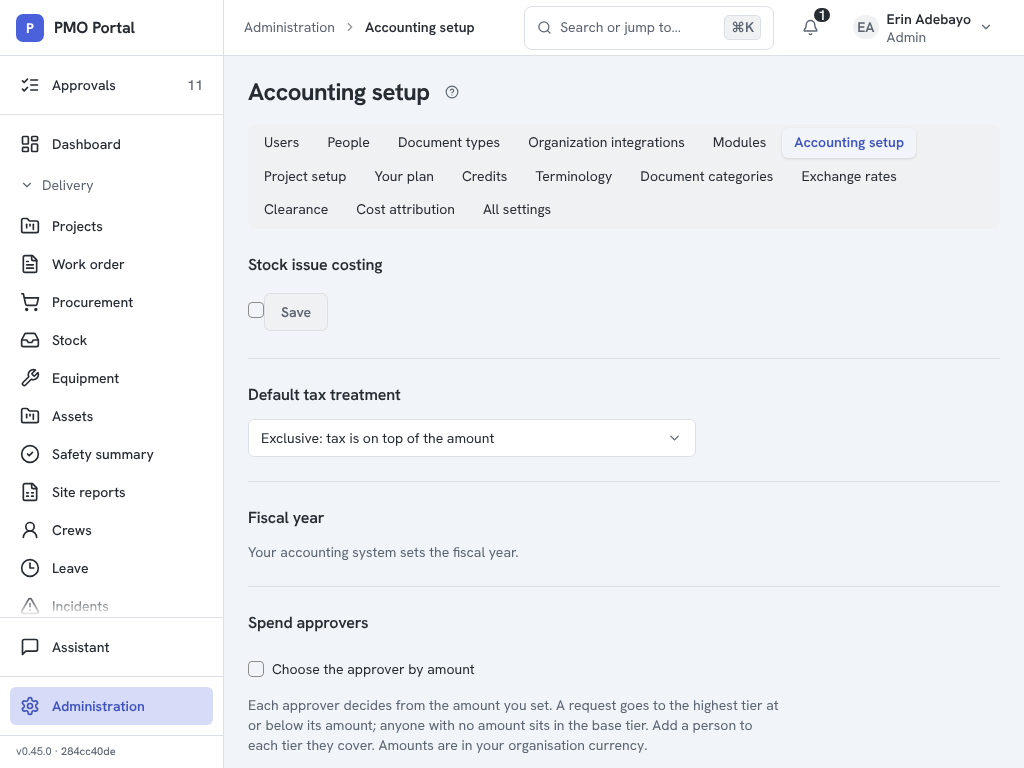 P PMO Portal
Administration > Accounting setup
Search or jump to...
⌘K
1
EA
Erin Adebayo
Admin
Approvals 11
Dashboard
Delivery
Projects
Work order
Procurement
Stock
Equipment
Assets
Safety summary
Site reports
Crews
Leave
Incidents
Assistant
Administration
v0.45.0 · 284cc40de
Accounting setup
Users People Document types Organization integrations Modules Accounting setup
Project setup Your plan Credits Terminology Document categories Exchange rates
Clearance Cost attribution All settings
Stock issue costing
Save
Default tax treatment
Exclusive: tax is on top of the amount
Fiscal year
Your accounting system sets the fiscal year.
Spend approvers
Choose the approver by amount
Each approver decides from the amount you set. A request goes to the highest tier at
or below its amount; anyone with no amount sits in the base tier. Add a person to
each tier they cover. Amounts are in your organisation currency.